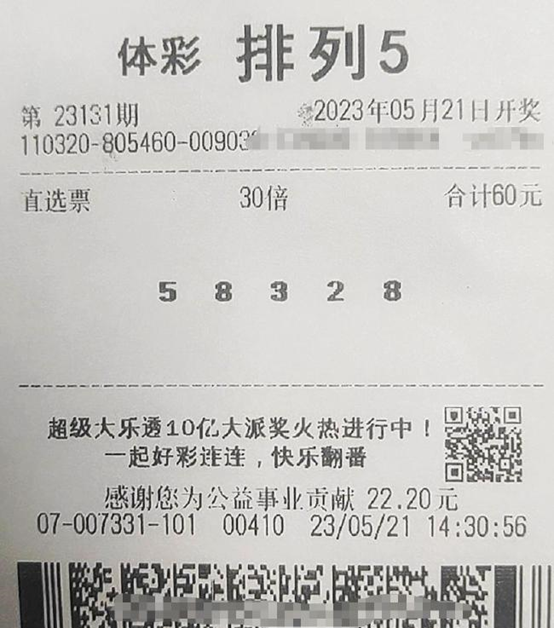 体彩 排列5
第 23131期 2023年05月21日开奖
110320-805460-00903
直选票 30倍 合计60元
5 8 3 2 8
超级大乐透10亿大派奖火热进行中！
一起好彩连连，快乐翻番
感谢您为公益事业贡献 22.20元
07-007331-101 00410 23/05/21 14:30:56